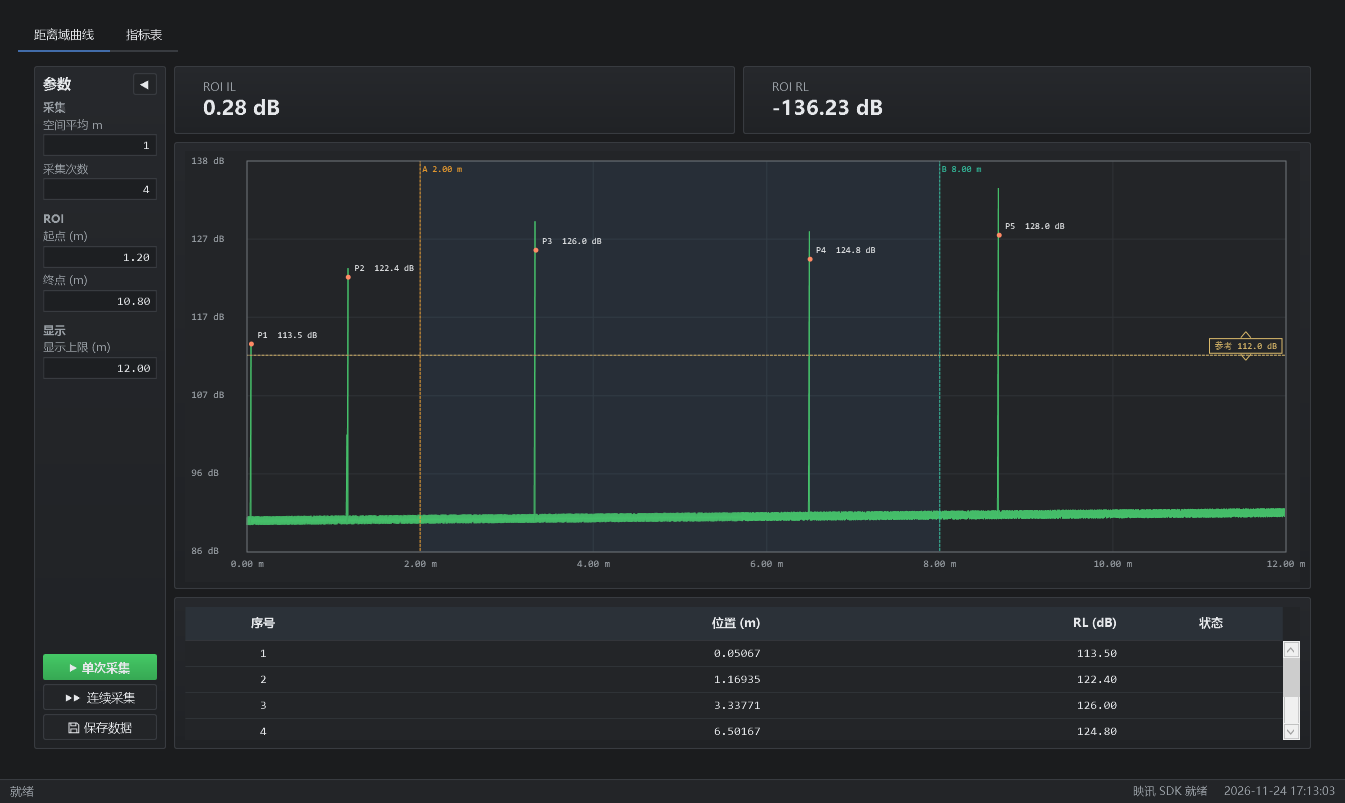 距离域曲线 指标表
参数 ◀
采集
空间平均 m
1
采集次数
4
ROI
起点 (m)
1.20
终点 (m)
10.80
显示
显示上限 (m)
12.00
▶ 单次采集
▶▶ 连续采集
保存数据
ROI IL
0.28 dB
ROI RL
-136.23 dB
138 dB
127 dB
117 dB
107 dB
96 dB
86 dB
A 2.00 m
B 8.00 m
P1 113.5 dB
P2 122.4 dB
P3 126.0 dB
P4 124.8 dB
P5 128.0 dB
参考 112.0 dB
0.00 m 2.00 m 4.00 m 6.00 m 8.00 m 10.00 m 12.00 m
序号 位置 (m) RL (dB) 状态
1 0.05067 113.50
2 1.16935 122.40
3 3.33771 126.00
4 6.50167 124.80
就绪 映讯 SDK 就绪 2026-11-24 17:13:03